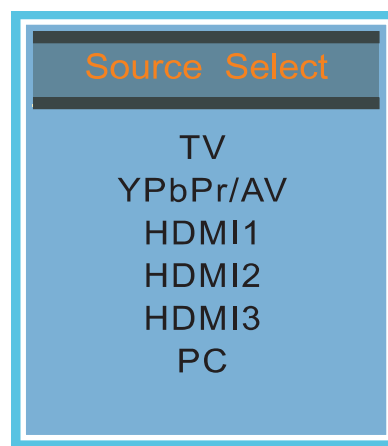 Source Select
TV
YPbPr/AV
HDMI1
HDMI2
HDMI3
PC